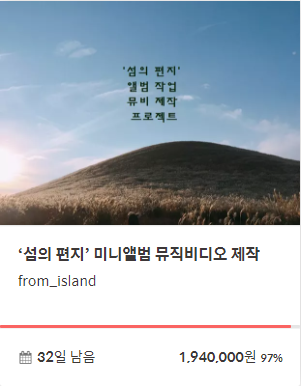 '섬의 편지'
앨범 작업
뮤비 제작
프로젝트
‘섬의 편지’ 미니앨범 뮤직비디오 제작
from_island
32일 남음
1,940,000원 97%